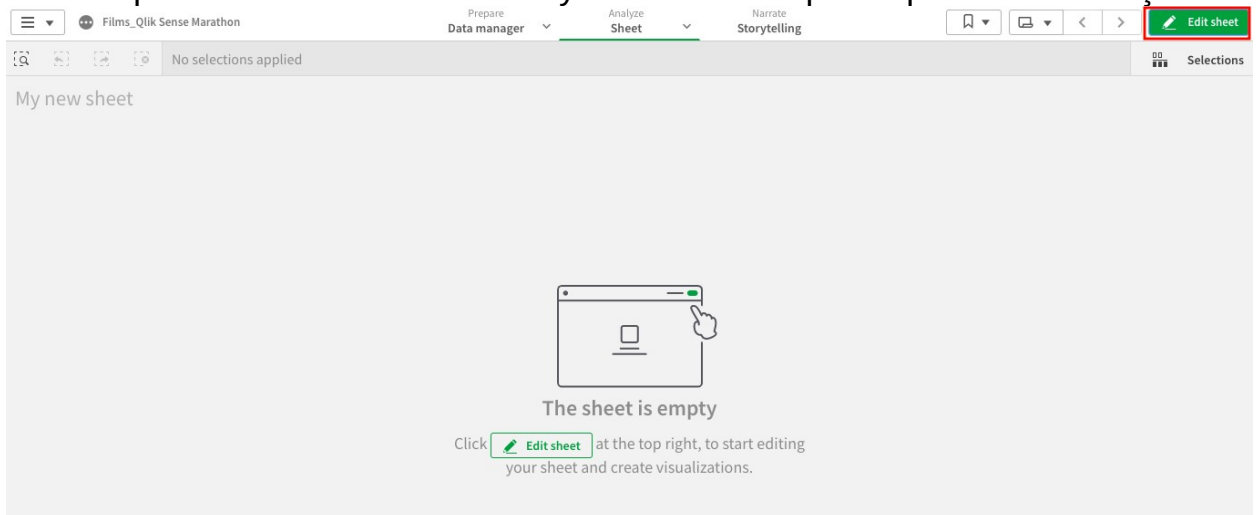 Films_Qlik Sense Marathon
Prepare
Data manager
Analyze
Sheet
Narrate
Storytelling
Edit sheet
No selections applied
Selections
My new sheet
The sheet is empty
Click Edit sheet at the top right, to start editing
your sheet and create visualizations.